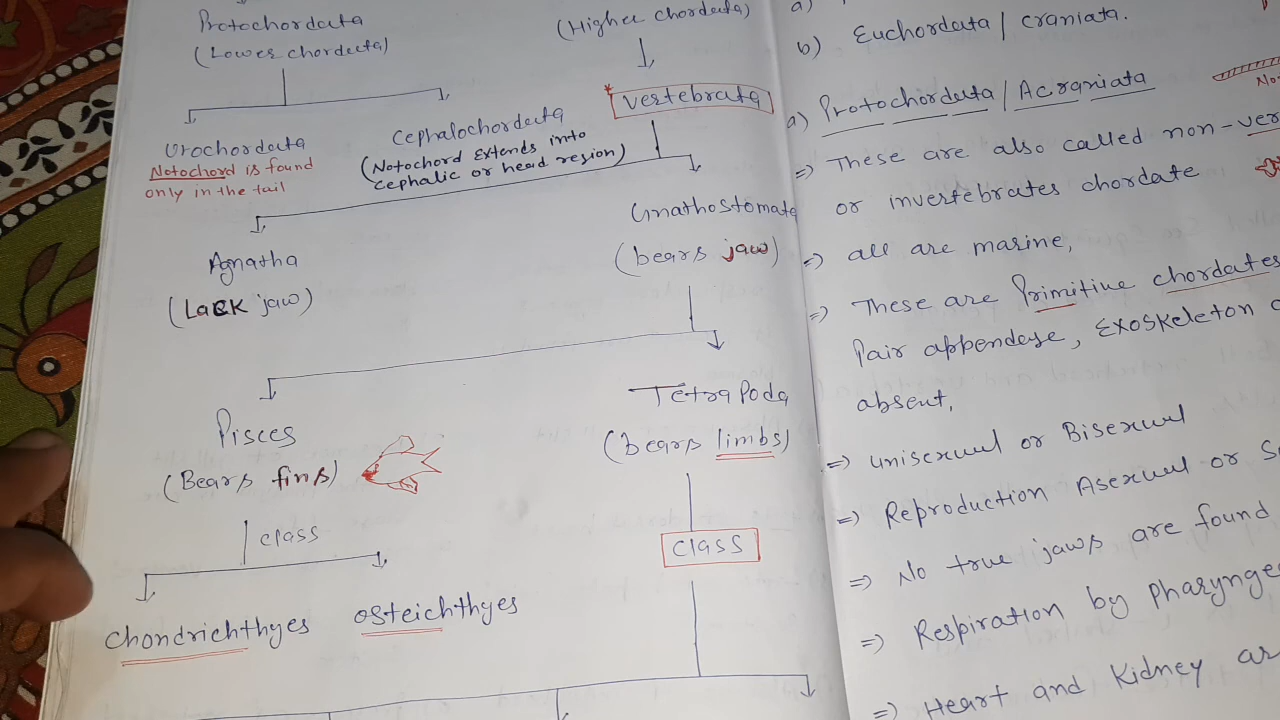 Protochordata
(Lower chordata)
(Higher chordata)
Vertebrata
Urochordata
Notochord is found
only in the tail
Cephalochordata
(Notochord Extends into
cephalic or head region)
Agnatha
(Lack jaw)
Gnathostomata
(bears jaw)
Pisces
(Bears fins)
class
Tetrapoda
(bears limbs)
class
Chondrichthyes
osteichthyes
a)
b) Euchordata / craniata.
a) Protochordata / Acraniata
=> These are also called non-ver
or invertebrates chordate
=> all are marine,
=> These are Primitive chordates
Pair appendage, Exoskeleton
absent,
=> unisexual or Bisexual
=> Reproduction Asexual or S
=> No true jaws are found
=> Respiration by pharynge
=> Heart and Kidney ar
No